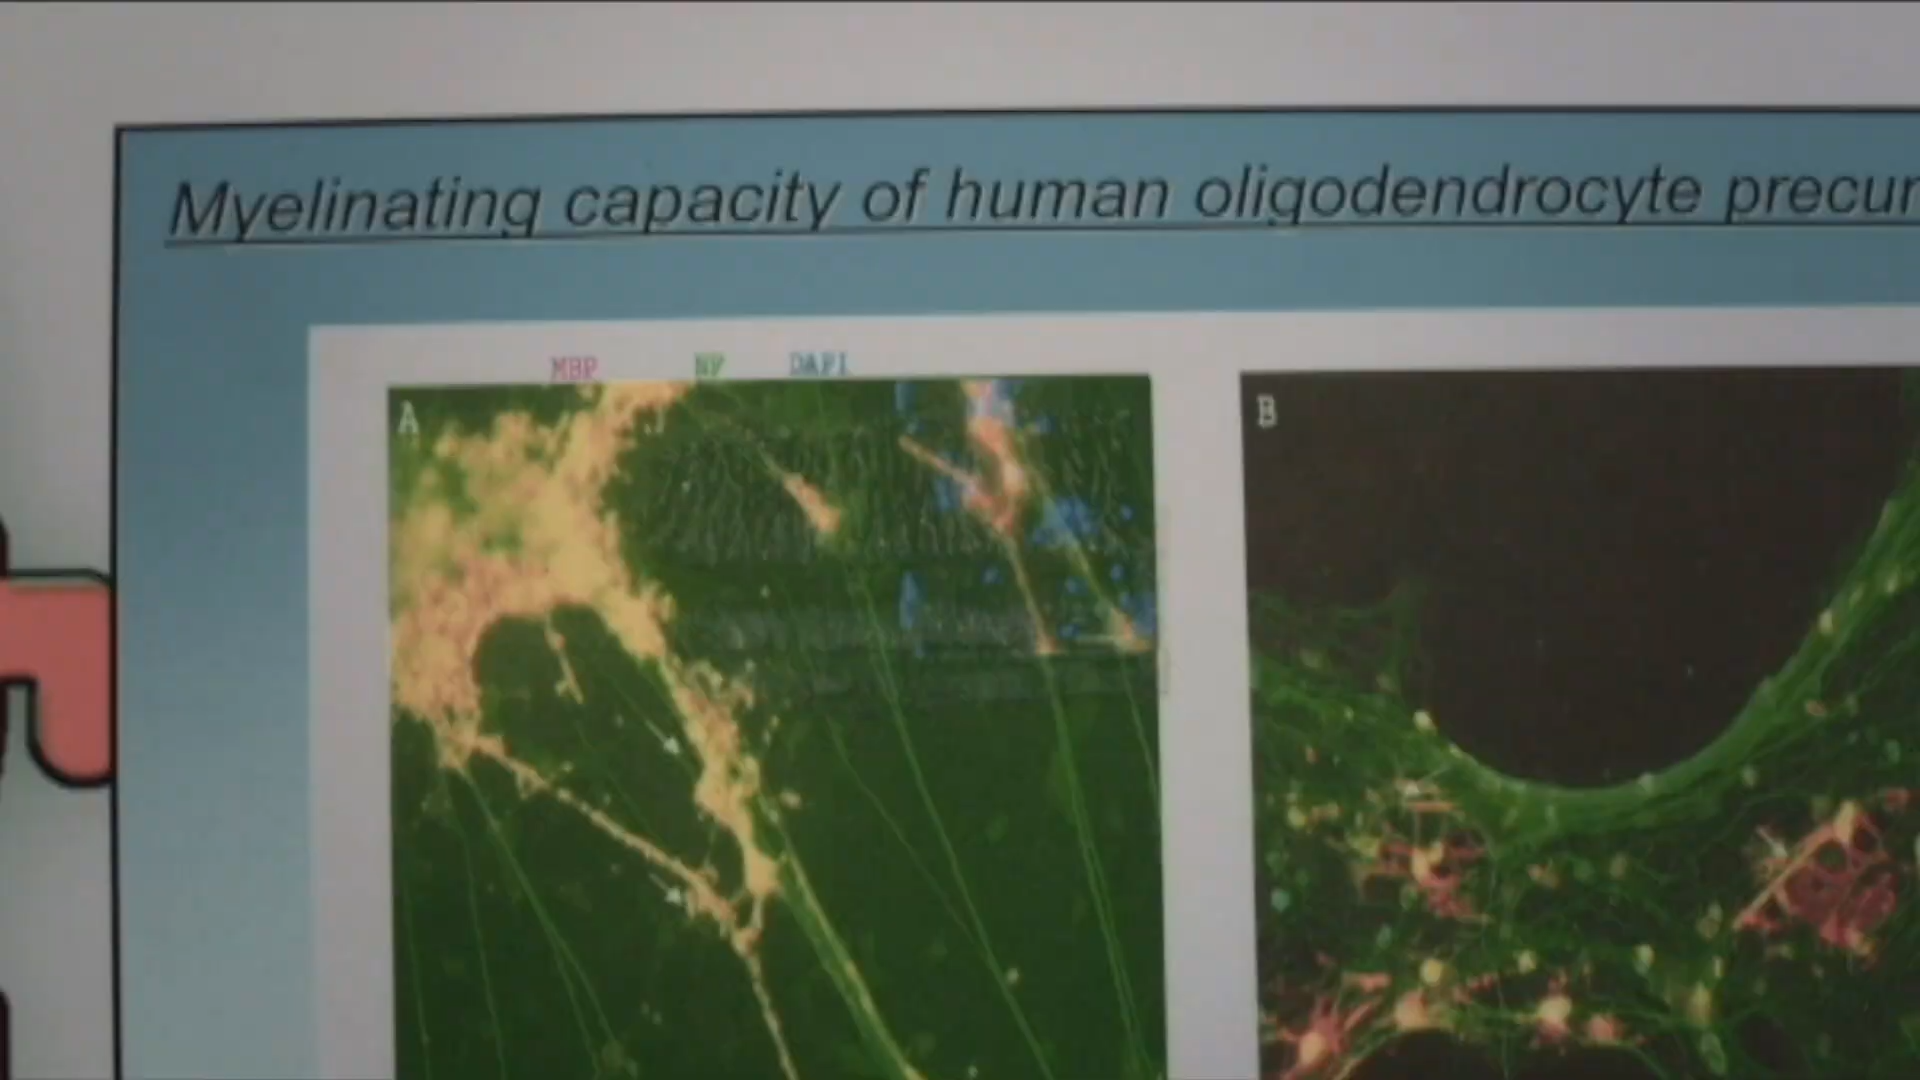 Myelinating capacity of human oligodendrocyte precur
MBP NF DAPI
A
B